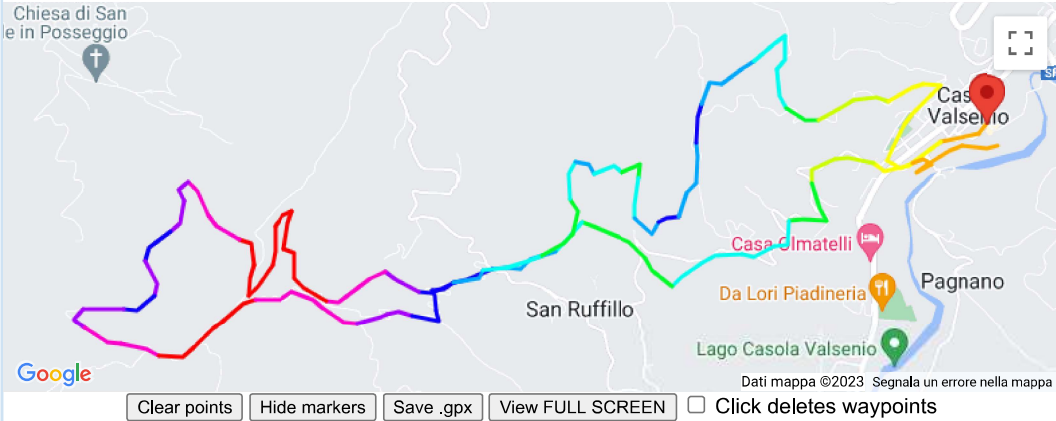 Chiesa di San
le in Posseggio
Valsenio
Casa Olmatelli
Da Lori Piadineria
Pagnano
San Ruffillo
Lago Casola Valsenio
Google
Dati mappa ©2023 Segnala un errore nella mappa
Clear points Hide markers Save .gpx View FULL SCREEN Click deletes waypoints